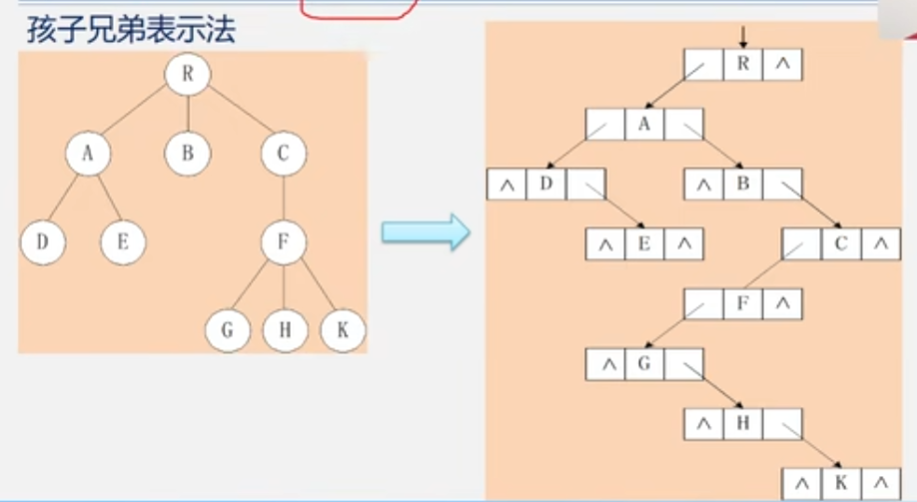 孩子兄弟表示法
R
A B C
D E F
G H K
R ∧
A
∧ D
∧ B
∧ E ∧
C ∧
F ∧
∧ G
∧ H
∧ K ∧